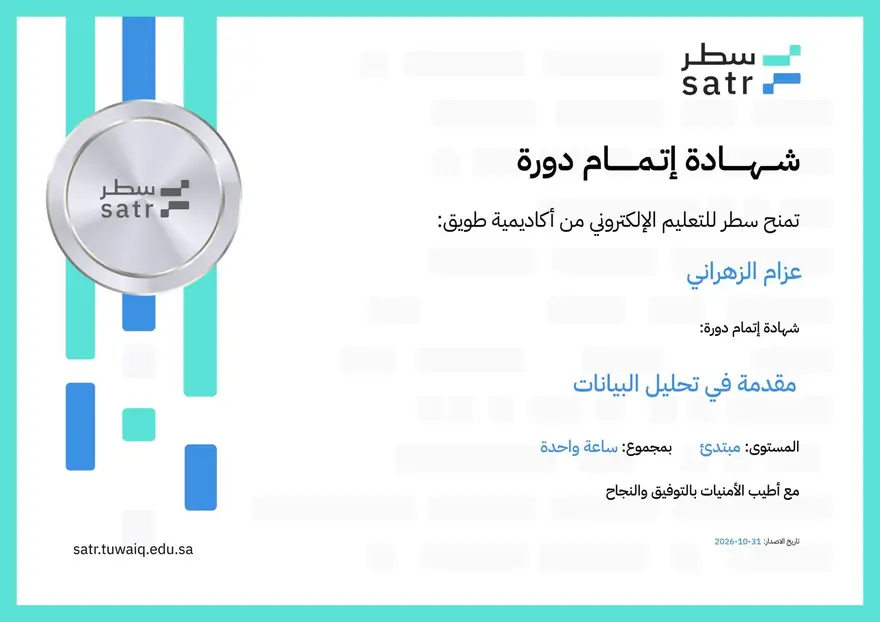 سطر
satr
سطر
satr
شهادة إتمام دورة
تمنح سطر للتعليم الإلكتروني من أكاديمية طويق:
عزام الزهراني
شهادة إتمام دورة:
مقدمة في تحليل البيانات
المستوى: مبتدئ بمجموع: ساعة واحدة
مع أطيب الأمنيات بالتوفيق والنجاح
تاريخ الاصدار: 31-10-2026
satr.tuwaiq.edu.sa